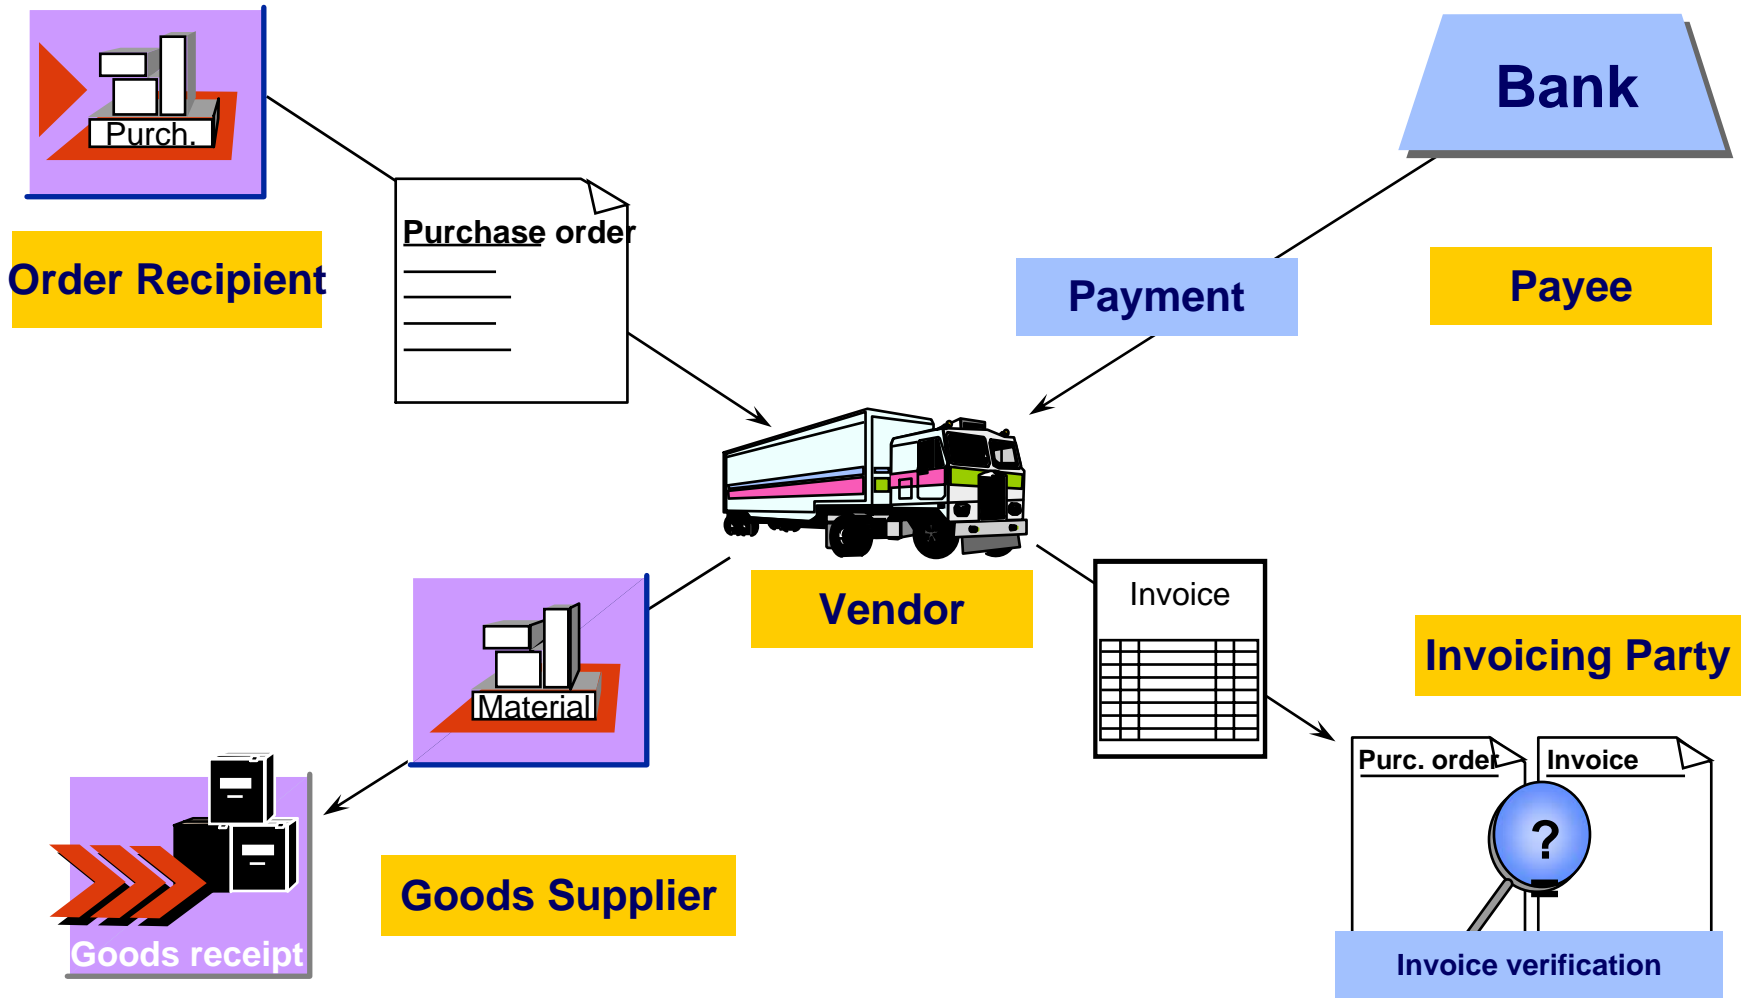 Purch.
Bank
Purchase order
Order Recipient
Payment
Payee
Vendor
Invoice
Invoicing Party
Material
Purc. order
Invoice
?
=
Goods Supplier
Goods receipt
Invoice verification